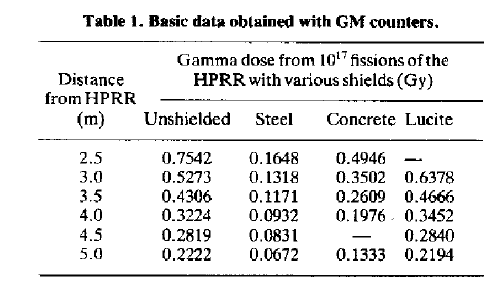 Table 1. Basic data obtained with GM counters.
Gamma dose from 10¹⁷ fissions of the
Distance HPRR with various shields (Gy)
from HPRR
(m) Unshielded Steel Concrete Lucite
2.5 0.7542 0.1648 0.4946 —
3.0 0.5273 0.1318 0.3502 0.6378
3.5 0.4306 0.1171 0.2609 0.4666
4.0 0.3224 0.0932 0.1976 0.3452
4.5 0.2819 0.0831 — 0.2840
5.0 0.2222 0.0672 0.1333 0.2194